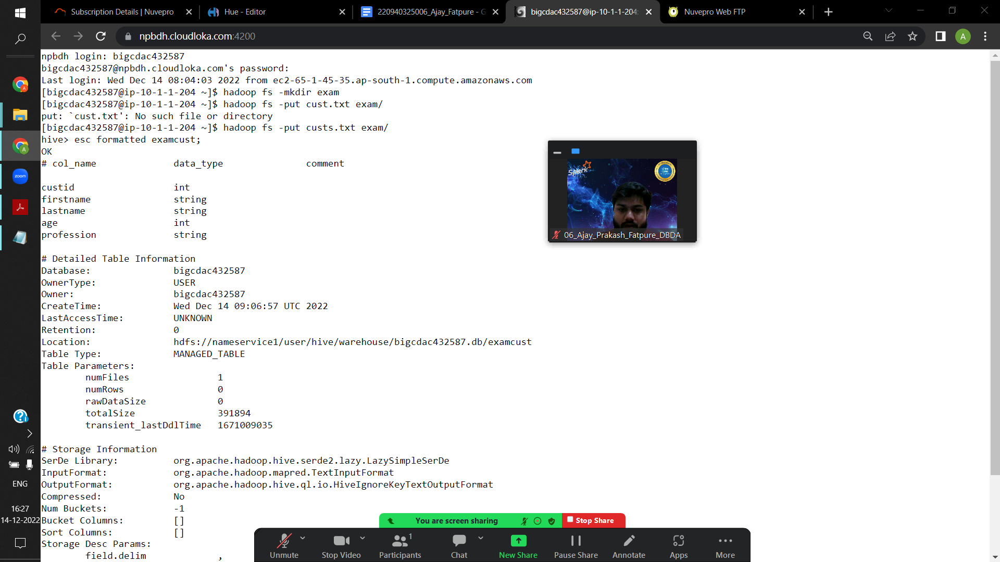 Subscription Details | Nuvepro
Hue - Editor
220940325006_Ajay_Fatpure - G
bigcdac432587@ip-10-1-1-204:
Nuvepro Web FTP
npbdh.cloudloka.com:4200
A
npbdh login: bigcdac432587
bigcdac432587@npbdh.cloudloka.com's password:
Last login: Wed Dec 14 08:04:03 2022 from ec2-65-1-45-35.ap-south-1.compute.amazonaws.com
[bigcdac432587@ip-10-1-1-204 ~]$ hadoop fs -mkdir exam
[bigcdac432587@ip-10-1-1-204 ~]$ hadoop fs -put cust.txt exam/
put: `cust.txt': No such file or directory
[bigcdac432587@ip-10-1-1-204 ~]$ hadoop fs -put custs.txt exam/
hive> esc formatted examcust;
OK
# col_name data_type comment
custid int
firstname string
lastname string
age int
profession string
# Detailed Table Information
Database: bigcdac432587
OwnerType: USER
Owner: bigcdac432587
CreateTime: Wed Dec 14 09:06:57 UTC 2022
LastAccessTime: UNKNOWN
Retention: 0
Location: hdfs://nameservice1/user/hive/warehouse/bigcdac432587.db/examcust
Table Type: MANAGED_TABLE
Table Parameters:
numFiles 1
numRows 0
rawDataSize 0
totalSize 391894
transient_lastDdlTime 1671009035
# Storage Information
SerDe Library: org.apache.hadoop.hive.serde2.lazy.LazySimpleSerDe
InputFormat: org.apache.hadoop.mapred.TextInputFormat
OutputFormat: org.apache.hadoop.hive.ql.io.HiveIgnoreKeyTextOutputFormat
Compressed: No
Num Buckets: -1
Bucket Columns: []
Sort Columns: []
Storage Desc Params:
field.delim ,
Spark
06_Ajay_Prakash_Fatpure_DBDA
zoom
ENG
16:27
14-12-2022
You are screen sharing
Stop Share
Unmute
Stop Video
1
Participants
Chat
New Share
Pause Share
Annotate
Apps
More